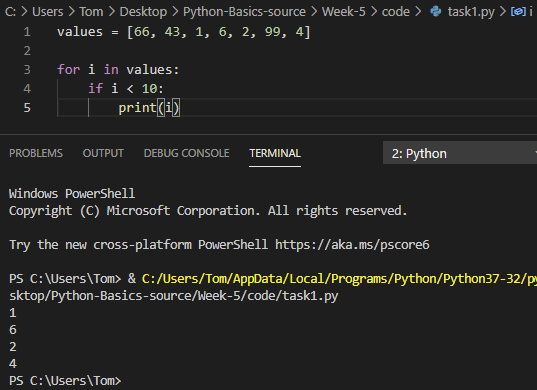 C: > Users > Tom > Desktop > Python-Basics-source > Week-5 > code > task1.py > i
1 values = [66, 43, 1, 6, 2, 99, 4]
2
3 for i in values:
4     if i < 10:
5         print(i)
PROBLEMS OUTPUT DEBUG CONSOLE TERMINAL 2: Python
Windows PowerShell
Copyright (C) Microsoft Corporation. All rights reserved.
Try the new cross-platform PowerShell https://aka.ms/pscore6
PS C:\Users\Tom> & C:/Users/Tom/AppData/Local/Programs/Python/Python37-32/py
sktop/Python-Basics-source/Week-5/code/task1.py
1
6
2
4
PS C:\Users\Tom>